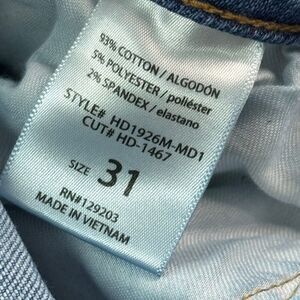 93% COTTON / ALGODÓN
5% POLYESTER / poliéster
2% SPANDEX / elastano
STYLE# HD1926M-MD1
CUT# HD-1467
SIZE 31
RN#129203
MADE IN VIETNAM